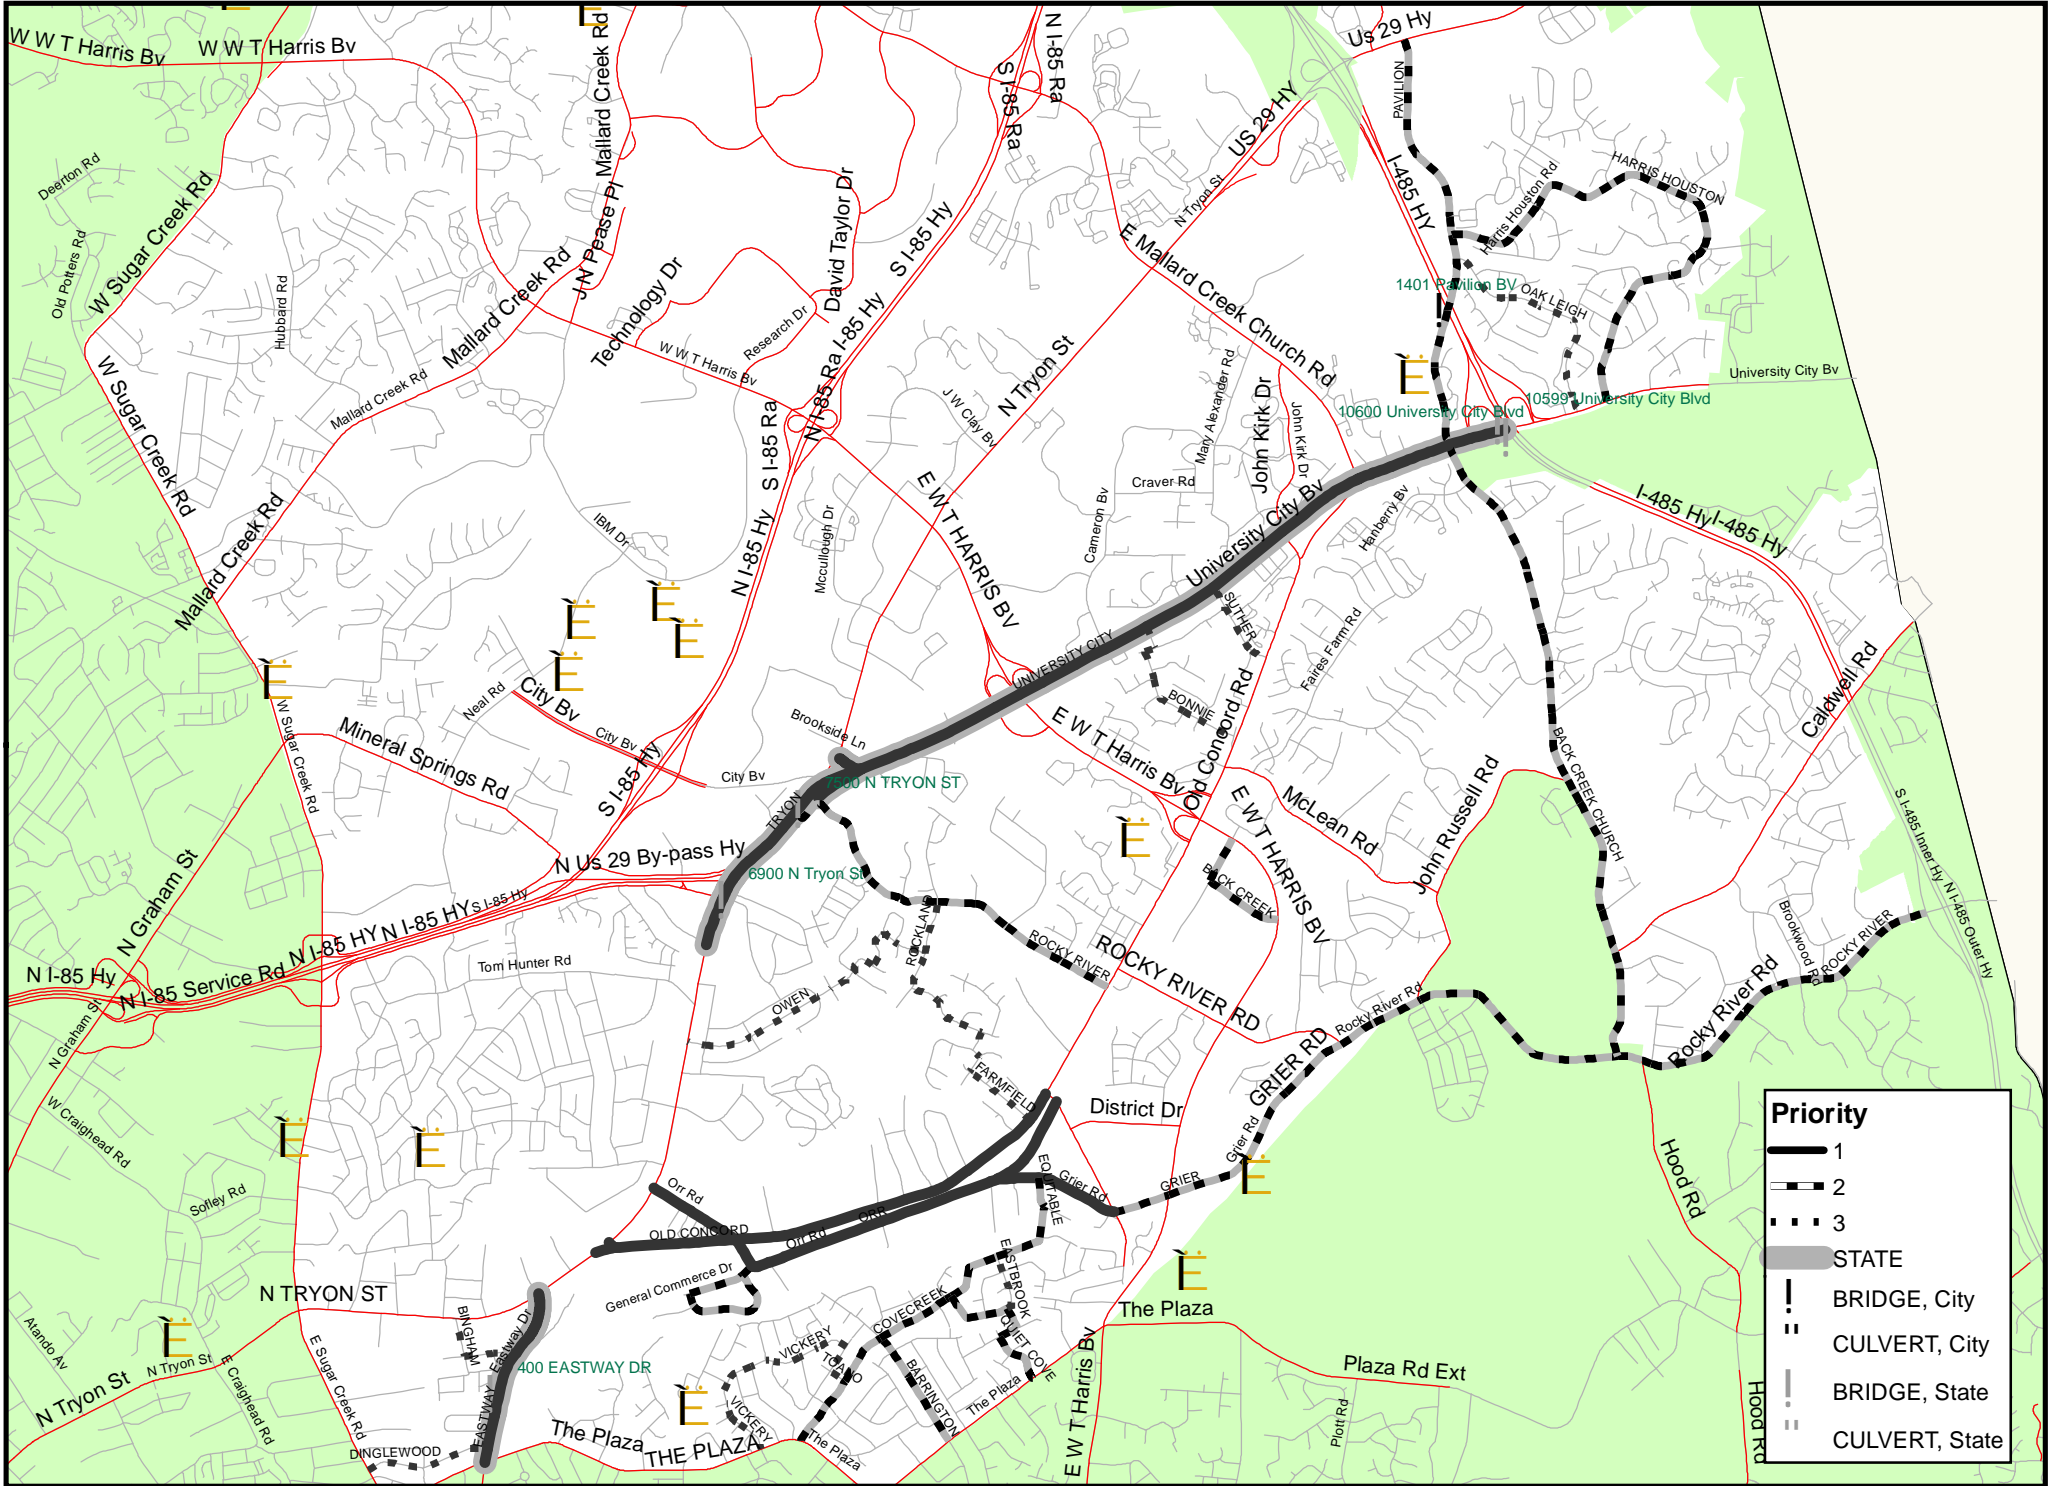 W W T Harris Bv
W W T Harris Bv
Mallard Creek Rd
N I-85 Ra
S I-85 Ra
Us 29 Hy
PAVILION
US 29 HY
I-485 HY
Harris Houston Rd
HARRIS HOUSTON
Deerton Rd
W Sugar Creek Rd
Old Potters Rd
Hubbard Rd
J N Pease Pl
Mallard Creek Rd
Technology Dr
David Taylor Dr
S I-85 Hy
N Tryon St
E Mallard Creek Church Rd
1401 Pavilion BV
OAK LEIGH
Research Dr
N I-85 Ra
I-85 Hy
W W T Harris Bv
Mallard Creek Rd
W Sugar Creek Rd
N Tryon St
J W Clay Bv
Mary Alexander Rd
John Kirk Dr
John Kirk Dr
University City Bv
10600 University City Blvd
10599 University City Blvd
S I-85 Ra
E W T HARRIS BV
Craver Rd
Cameron Bv
University City Bv
Hanberry Bv
I-485 Hy
I-485 Hy
Mallard Creek Rd
IBM Dr
N I-85 Hy
Mccullough Dr
SUTHER
Faires Farm Rd
UNIVERSITY CITY
BONNIE
Old Concord Rd
Caldwell Rd
W Sugar Creek Rd
Neal Rd
City Bv
City Bv
City Bv
Brookside Ln
Mineral Springs Rd
S I-85 Hy
7500 N TRYON ST
TRYON
E W T Harris Bv
McLean Rd
John Russell Rd
BACK CREEK CHURCH
E W T HARRIS BV
S I-485 Inner Hy
N I-485 Outer Hy
N Us 29 By-pass Hy
6900 N Tryon St
BACK CREEK
N Graham St
S I-85 Hy
N I-85 HY
N I-85 HY
N I-85 Hy
N I-85 Service Rd
Tom Hunter Rd
ROCKLAND
ROCKY RIVER
ROCKY RIVER RD
Brookwood Rd
ROCKY RIVER
Rocky River Rd
Rocky River Rd
N Graham St
OWEN
FARMFIELD
GRIER RD
District Dr
Grier Rd
W Craighead Rd
Sofley Rd
Orr Rd
OLD CONCORD
ORR
Orr Rd
EQUITABLE
Grier Rd
GRIER
Hood Rd
General Commerce Dr
EASTBROOK
The Plaza
N TRYON ST
BINGHAM
Eastway Dr
400 EASTWAY DR
EASTWAY
VICKERY
TOANO
COVECREEK
QUIET COVE
BARRINGTON
VICKERY
The Plaza
The Plaza
The Plaza
THE PLAZA
DINGLEWOOD
E W T Harris Bv
Plaza Rd Ext
Plott Rd
Hood Rd
Atando Av
N Tryon St
N Tryon St
E Craighead Rd
E Sugar Creek Rd
Priority
1
2
3
STATE
BRIDGE, City
CULVERT, City
BRIDGE, State
CULVERT, State